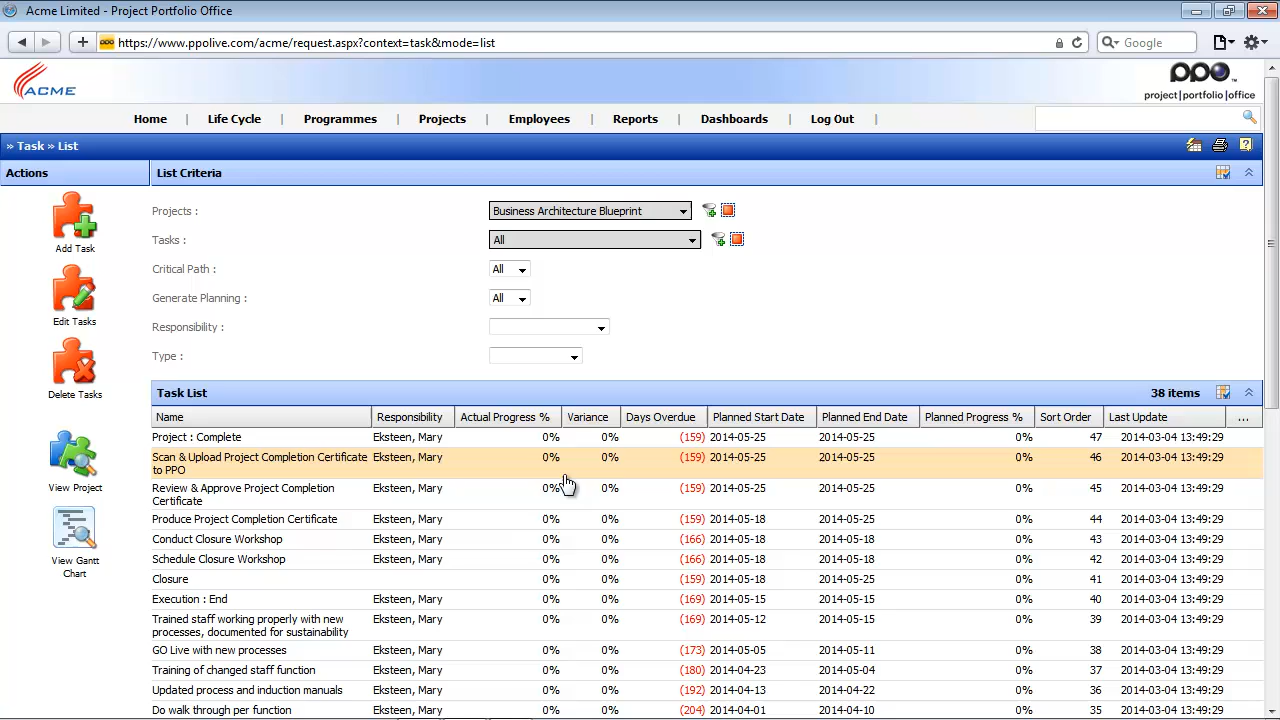 Acme Limited - Project Portfolio Office
https://www.ppolive.com/acme/request.aspx?context=task&mode=list
Google
ACME
ppo™
project|portfolio|office
Home | Life Cycle | Programmes | Projects | Employees | Reports | Dashboards | Log Out |
» Task » List
Actions
List Criteria
Projects : Business Architecture Blueprint
Tasks : All
Critical Path : All
Generate Planning : All
Responsibility :
Type :
Add Task
Edit Tasks
Delete Tasks
View Project
View Gantt
Chart
Task List 38 items
Name Responsibility Actual Progress % Variance Days Overdue Planned Start Date Planned End Date Planned Progress % Sort Order Last Update ...
Project : Complete Eksteen, Mary 0% 0% (159) 2014-05-25 2014-05-25 0% 47 2014-03-04 13:49:29
Scan & Upload Project Completion Certificate Eksteen, Mary 0% 0% (159) 2014-05-25 2014-05-25 0% 46 2014-03-04 13:49:29
to PPO
Review & Approve Project Completion Eksteen, Mary 0% 0% (159) 2014-05-25 2014-05-25 0% 45 2014-03-04 13:49:29
Certificate
Produce Project Completion Certificate Eksteen, Mary 0% 0% (159) 2014-05-18 2014-05-25 0% 44 2014-03-04 13:49:29
Conduct Closure Workshop Eksteen, Mary 0% 0% (166) 2014-05-18 2014-05-18 0% 43 2014-03-04 13:49:29
Schedule Closure Workshop Eksteen, Mary 0% 0% (166) 2014-05-18 2014-05-18 0% 42 2014-03-04 13:49:29
Closure 0% 0% (159) 2014-05-18 2014-05-25 0% 41 2014-03-04 13:49:29
Execution : End Eksteen, Mary 0% 0% (169) 2014-05-15 2014-05-15 0% 40 2014-03-04 13:49:29
Trained staff working properly with new Eksteen, Mary 0% 0% (169) 2014-05-12 2014-05-15 0% 39 2014-03-04 13:49:29
processes, documented for sustainability
GO Live with new processes Eksteen, Mary 0% 0% (173) 2014-05-05 2014-05-11 0% 38 2014-03-04 13:49:29
Training of changed staff function Eksteen, Mary 0% 0% (180) 2014-04-23 2014-05-04 0% 37 2014-03-04 13:49:29
Updated process and induction manuals Eksteen, Mary 0% 0% (192) 2014-04-13 2014-04-22 0% 36 2014-03-04 13:49:29
Do walk through per function Eksteen, Mary 0% 0% (204) 2014-04-01 2014-04-10 0% 35 2014-03-04 13:49:29